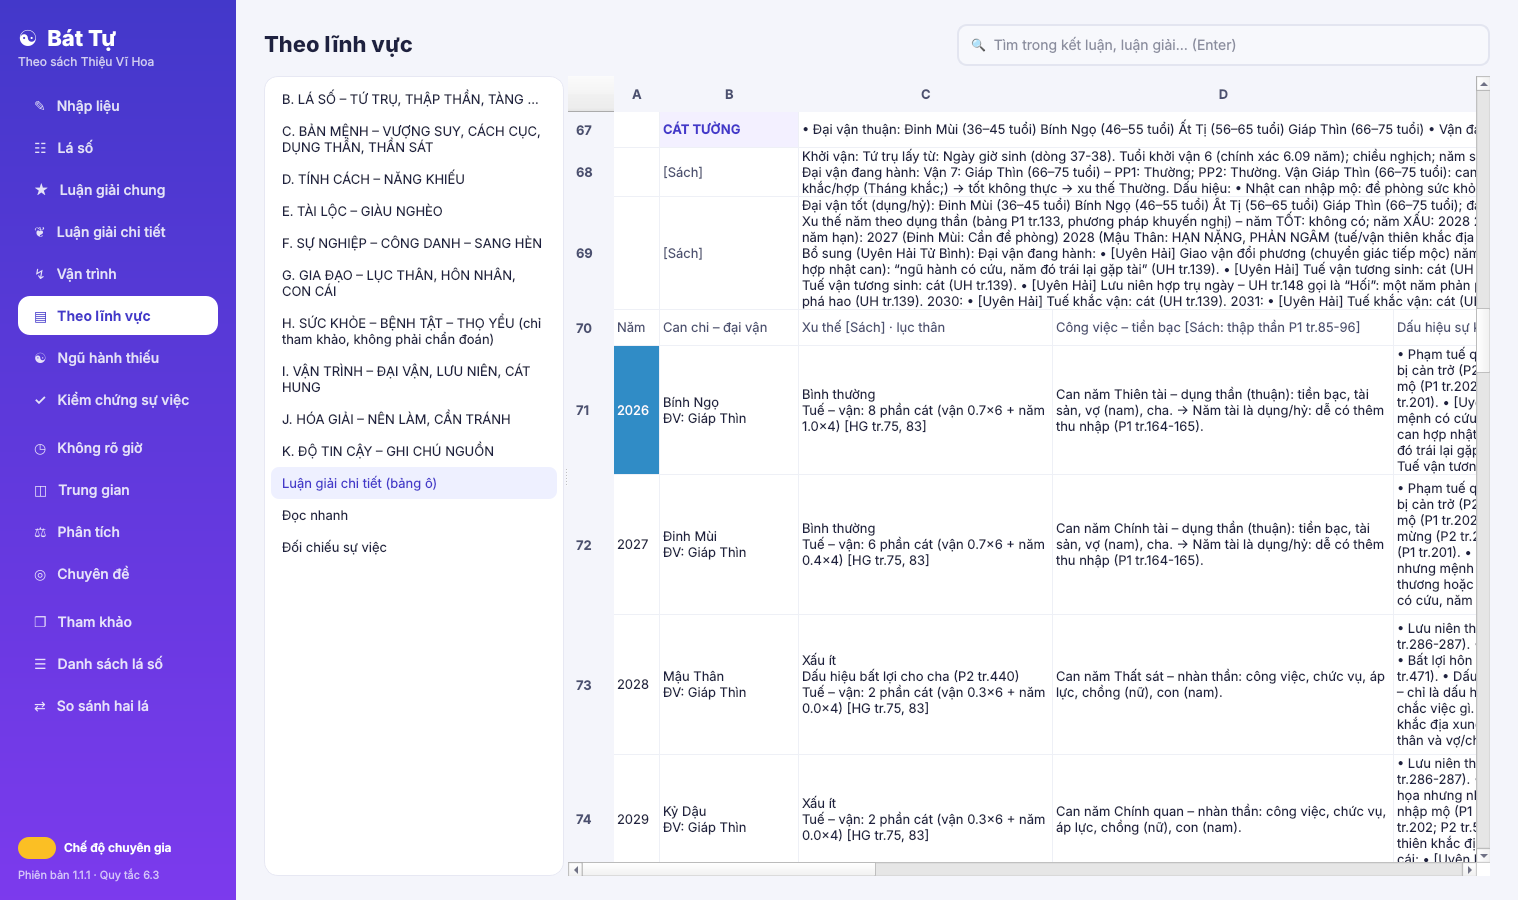 Bát Tự
Theo sách Thiệu Vĩ Hoa
Nhập liệu
Lá số
Luận giải chung
Luận giải chi tiết
Vận trình
Theo lĩnh vực
Ngũ hành thiếu
Kiểm chứng sự việc
Không rõ giờ
Trung gian
Phân tích
Chuyên đề
Tham khảo
Danh sách lá số
So sánh hai lá
Chế độ chuyên gia
Phiên bản 1.1.1 · Quy tắc 6.3
Theo lĩnh vực
Tìm trong kết luận, luận giải... (Enter)
B. LÁ SỐ – TỨ TRỤ, THẬP THẦN, TÀNG ...
C. BẢN MỆNH – VƯỢNG SUY, CÁCH CỤC,
DỤNG THẦN, THẦN SÁT
D. TÍNH CÁCH – NĂNG KHIẾU
E. TÀI LỘC – GIÀU NGHÈO
F. SỰ NGHIỆP – CÔNG DANH – SANG HÈN
G. GIA ĐẠO – LỤC THÂN, HÔN NHÂN,
CON CÁI
H. SỨC KHỎE – BỆNH TẬT – THỌ YẾU (chỉ
tham khảo, không phải chẩn đoán)
I. VẬN TRÌNH – ĐẠI VẬN, LƯU NIÊN, CÁT
HUNG
J. HÓA GIẢI – NÊN LÀM, CẦN TRÁNH
K. ĐỘ TIN CẬY – GHI CHÚ NGUỒN
Luận giải chi tiết (bảng ô)
Đọc nhanh
Đối chiếu sự việc
A B C D
67 CÁT TƯỜNG • Đại vận thuận: Đinh Mùi (36–45 tuổi) Bính Ngọ (46–55 tuổi) Ất Tị (56–65 tuổi) Giáp Thìn (66–75 tuổi) • Vận đ
68 [Sách]
Khởi vận: Tứ trụ lấy từ: Ngày giờ sinh (dòng 37-38). Tuổi khởi vận 6 (chính xác 6.09 năm); chiều nghịch; năm s
Đại vận đang hành: Vận 7: Giáp Thìn (66–75 tuổi) – PP1: Thường; PP2: Thường. Vận Giáp Thìn (66–75 tuổi): can
khắc/hợp (Tháng khắc;) → tốt không thực → xu thế Thường. Dấu hiệu: • Nhật can nhập mộ: đề phòng sức khỏ
69 [Sách]
Đại vận tốt (dụng/hỷ): Đinh Mùi (36–45 tuổi) Bính Ngọ (46–55 tuổi) Ất Tị (56–65 tuổi) Giáp Thìn (66–75 tuổi); đ
Xu thế năm theo dụng thần (bảng P1 tr.133, phương pháp khuyến nghị) – năm TỐT: không có; năm XẤU: 2028
năm hạn): 2027 (Đinh Mùi: Cần đề phòng) 2028 (Mậu Thân: HẠN NẶNG, PHẢN NGÂM (tuế/vận thiên khắc địa
Bổ sung (Uyên Hải Tử Bình): Đại vận đang hành: • [Uyên Hải] Giao vận đổi phương (chuyển giác tiếp mộc) năm
hợp nhật can): “ngũ hành có cứu, năm đó trái lại gặp tài” (UH tr.139). • [Uyên Hải] Tuế vận tương sinh: cát (UH
Tuế vận tương sinh: cát (UH tr.139). • [Uyên Hải] Lưu niên hợp trụ ngày – UH tr.148 gọi là “Hối”: một năm phản
phá hao (UH tr.139). 2030: • [Uyên Hải] Tuế khắc vận: cát (UH tr.139). 2031: • [Uyên Hải] Tuế khắc vận: cát (U
70 Năm Can chi – đại vận Xu thế [Sách] · lục thân Công việc – tiền bạc [Sách: thập thần P1 tr.85-96] Dấu hiệu sự
71 2026
Bính Ngọ
ĐV: Giáp Thìn
Bình thường
Tuế – vận: 8 phần cát (vận 0.7×6 + năm
1.0×4) [HG tr.75, 83]
Can năm Thiên tài – dụng thần (thuận): tiền bạc, tài
sản, vợ (nam), cha. → Năm tài là dụng/hỷ: dễ có thêm
thu nhập (P1 tr.164-165).
• Phạm tuế q
bị cản trở (P2
mộ (P1 tr.202
tr.201). • [Uy
mệnh có cứu
can hợp nhật
đó trái lại gặp
Tuế vận tươn
72 2027
Đinh Mùi
ĐV: Giáp Thìn
Bình thường
Tuế – vận: 6 phần cát (vận 0.7×6 + năm
0.4×4) [HG tr.75, 83]
Can năm Chính tài – dụng thần (thuận): tiền bạc, tài
sản, vợ (nam), cha. → Năm tài là dụng/hỷ: dễ có thêm
thu nhập (P1 tr.164-165).
• Phạm tuế q
bị cản trở (P2
mộ (P1 tr.202
mừng (P2 tr.2
(P1 tr.201). •
nhưng mệnh
thương hoặc
có cứu, năm
73 2028
Mậu Thân
ĐV: Giáp Thìn
Xấu ít
Dấu hiệu bất lợi cho cha (P2 tr.440)
Tuế – vận: 2 phần cát (vận 0.3×6 + năm
0.0×4) [HG tr.75, 83]
Can năm Thất sát – nhàn thần: công việc, chức vụ, áp
lực, chồng (nữ), con (nam).
• Lưu niên th
tr.286-287).
• Bất lợi hôn
tr.471). • Dấu
– chỉ là dấu h
chắc việc gì.
khắc địa xung
thân và vợ/ch
74 2029
Kỷ Dậu
ĐV: Giáp Thìn
Xấu ít
Tuế – vận: 2 phần cát (vận 0.3×6 + năm
0.0×4) [HG tr.75, 83]
Can năm Chính quan – nhàn thần: công việc, chức vụ,
áp lực, chồng (nữ), con (nam).
• Lưu niên th
tr.286-287).
họa nhưng nh
nhập mộ (P1
tr.202; P2 tr.5
thiên khắc đị
cái; • [Uyên H